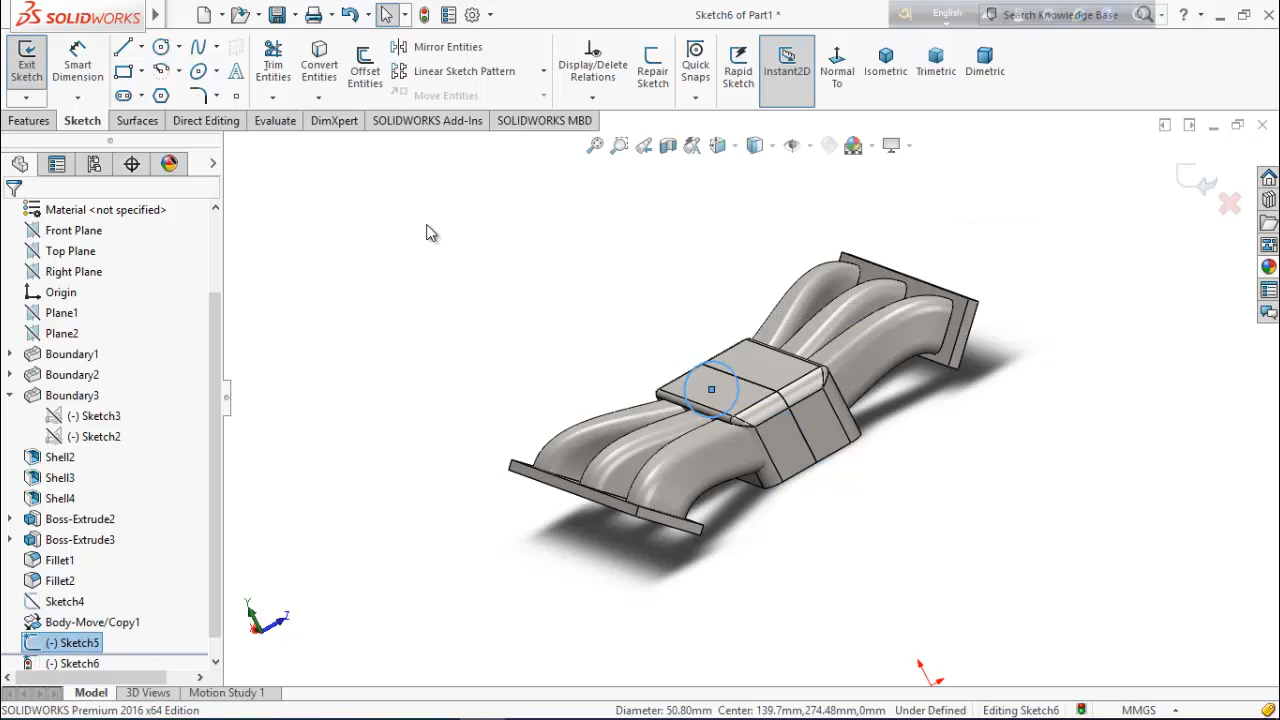 SOLIDWORKS
Sketch6 of Part1 *
English
Search Knowledge Base
?
Exit Sketch
Smart Dimension
Trim Entities
Convert Entities
Offset Entities
Mirror Entities
Linear Sketch Pattern
Move Entities
Display/Delete Relations
Repair Sketch
Quick Snaps
Rapid Sketch
Instant2D
Normal To
Isometric
Trimetric
Dimetric
Features
Sketch
Surfaces
Direct Editing
Evaluate
DimXpert
SOLIDWORKS Add-Ins
SOLIDWORKS MBD
Material <not specified>
Front Plane
Top Plane
Right Plane
Origin
Plane1
Plane2
Boundary1
Boundary2
Boundary3
(-) Sketch3
(-) Sketch2
Shell2
Shell3
Shell4
Boss-Extrude2
Boss-Extrude3
Fillet1
Fillet2
Sketch4
Body-Move/Copy1
(-) Sketch5
(-) Sketch6
Y
Z
Model
3D Views
Motion Study 1
SOLIDWORKS Premium 2016 x64 Edition
Diameter: 50.80mm Center: 139.7mm,274.48mm,0mm
Under Defined
Editing Sketch6
MMGS